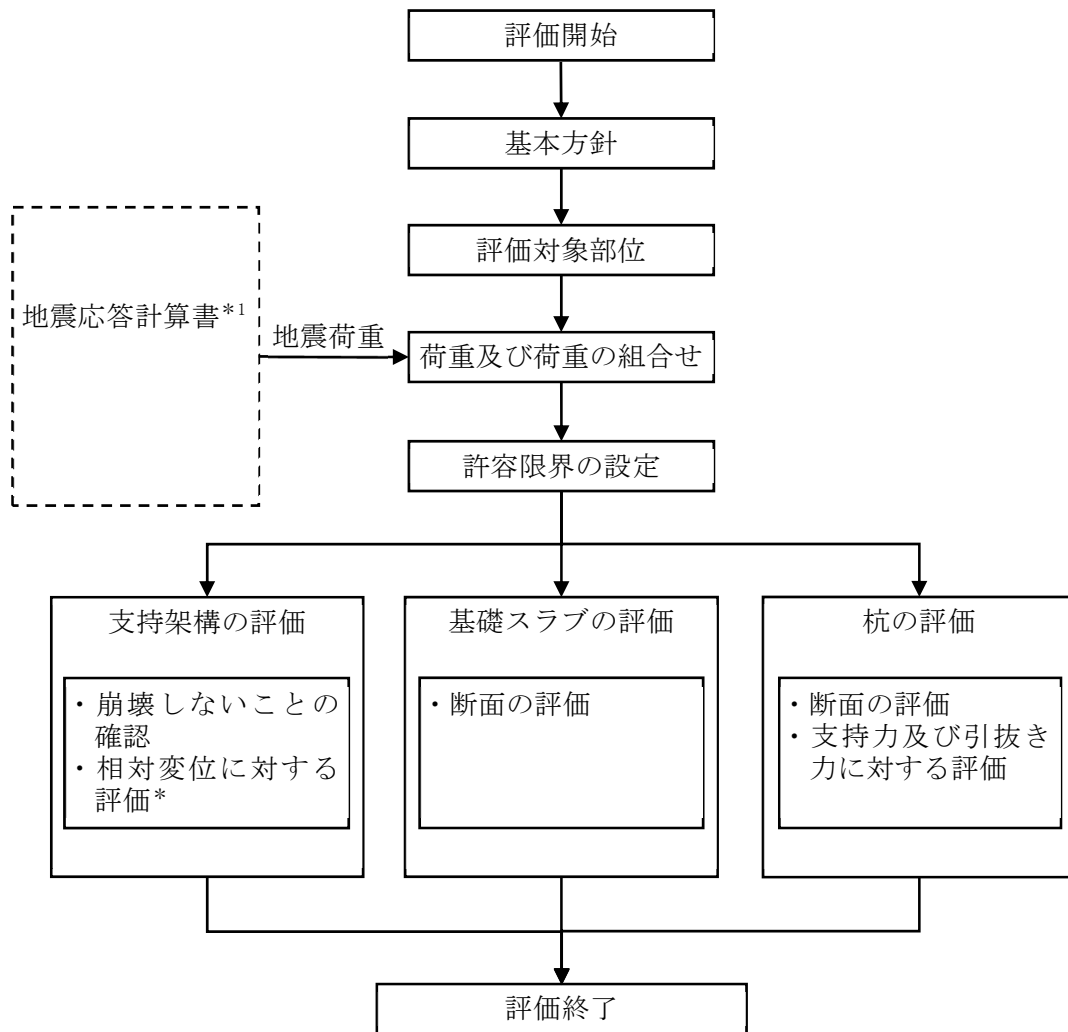 評価開始
基本方針
評価対象部位
地震応答計算書*1
地震荷重
荷重及び荷重の組合せ
許容限界の設定
支持架構の評価
・崩壊しないことの
確認
・相対変位に対する
評価*
基礎スラブの評価
・断面の評価
杭の評価
・断面の評価
・支持力及び引抜き
力に対する評価
評価終了